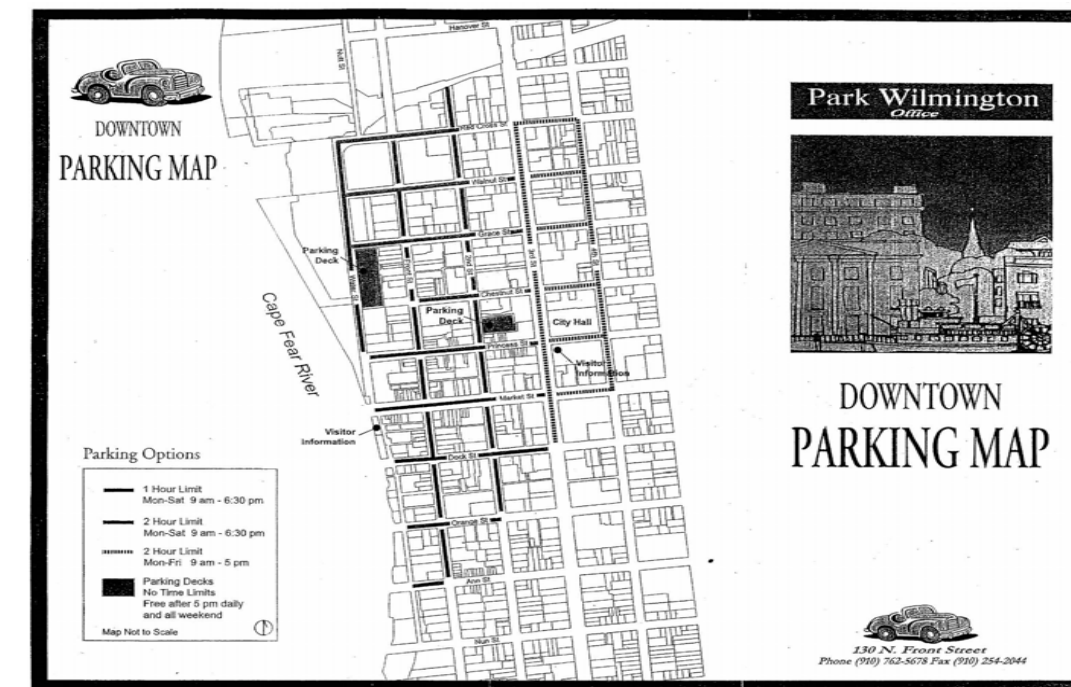 DOWNTOWN
PARKING MAP
Hanover St
Nutt St
Red Cross St
Walnut St
Grace St
Parking
Deck
Water St
Front St
2nd St
3rd St
4th St
Chestnut St
Parking
Deck
City Hall
Princess St
Visitor
Information
Cape Fear River
Market St
Visitor
Information
Dock St
Orange St
Ann St
Nun St
Parking Options
1 Hour Limit
Mon-Sat 9 am - 6:30 pm
2 Hour Limit
Mon-Sat 9 am - 6:30 pm
2 Hour Limit
Mon-Fri 9 am - 5 pm
Parking Decks
No Time Limits
Free after 5 pm daily
and all weekend
Map Not to Scale
Park Wilmington
Office
DOWNTOWN
PARKING MAP
130 N. Front Street
Phone (910) 762-5678 Fax (910) 254-2044